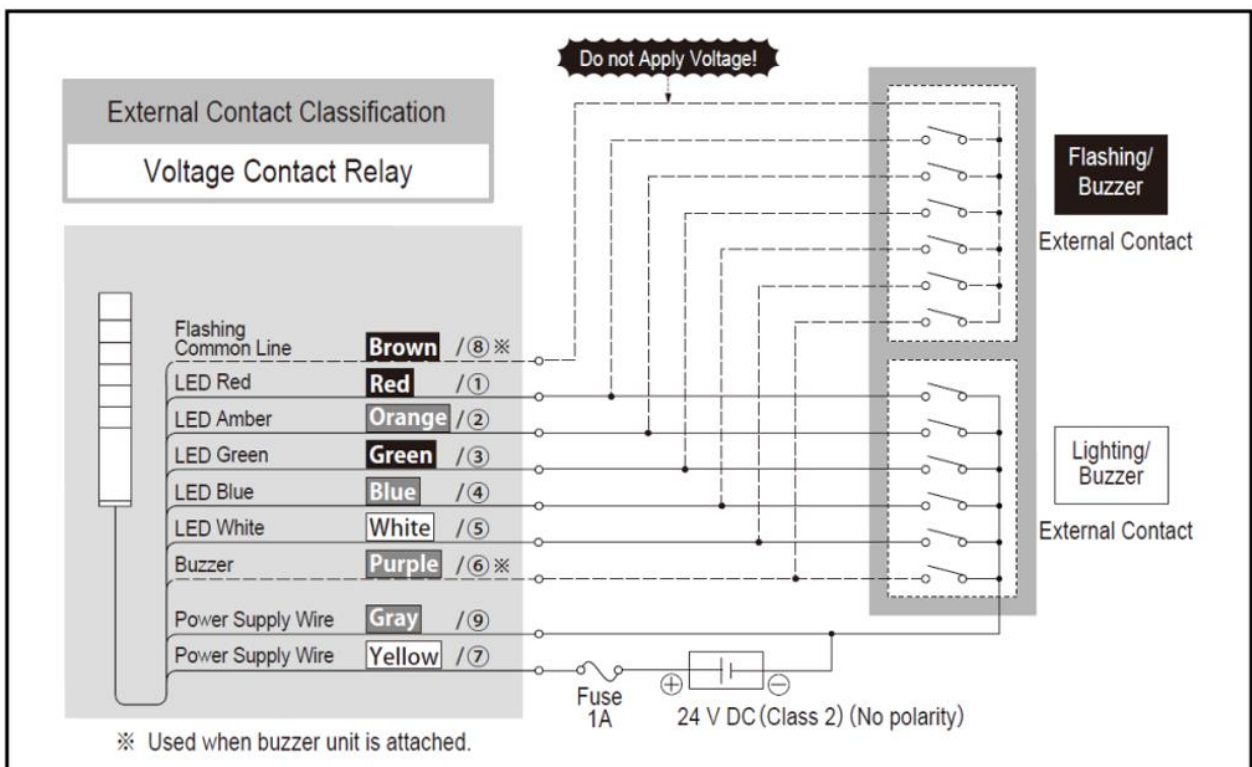 Do not Apply Voltage!
External Contact Classification
Voltage Contact Relay
Flashing/
Buzzer
External Contact
Flashing
Common Line Brown /⑧ ※
LED Red Red /①
LED Amber Orange /②
LED Green Green /③
LED Blue Blue /④
LED White White /⑤
Buzzer Purple /⑥ ※
Power Supply Wire Gray /⑨
Power Supply Wire Yellow /⑦
Lighting/
Buzzer
External Contact
Fuse
1A
⊕ ⊖
24 V DC (Class 2) (No polarity)
※ Used when buzzer unit is attached.